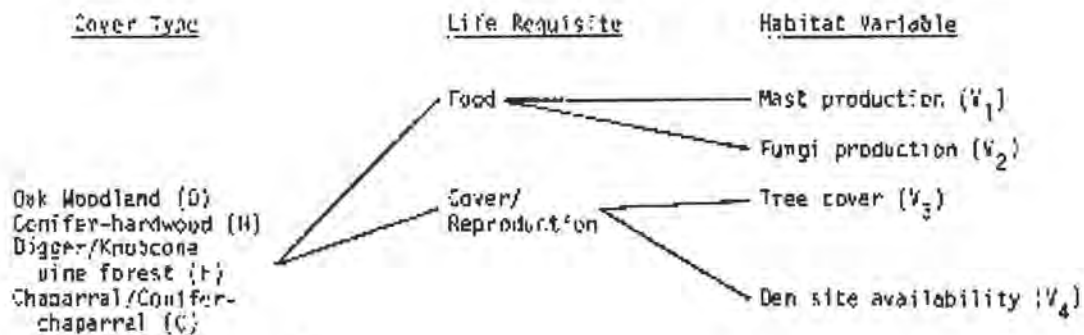 Cover Type
Life Requisite
Habitat Variable
Food
Mast production (V1)
Fungi production (V2)
Oak Woodland (O)
Conifer-hardwood (H)
Digger/Knobcone
pine forest (F)
Chaparral/Conifer-
chaparral (C)
Cover/
Reproduction
Tree cover (V3)
Den site availability (V4)